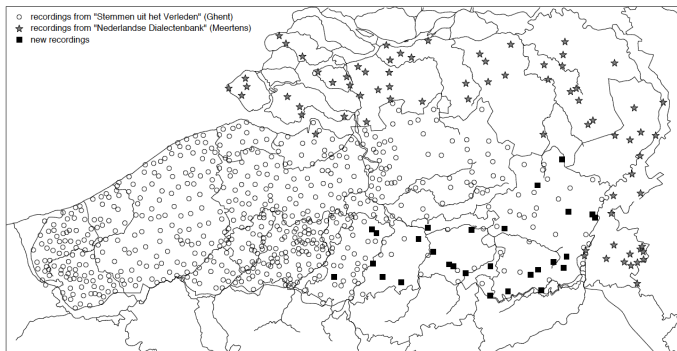 recordings from "Stemmen uit het Verleden" (Ghent)
recordings from "Nederlandse Dialectenbank" (Meertens)
new recordings